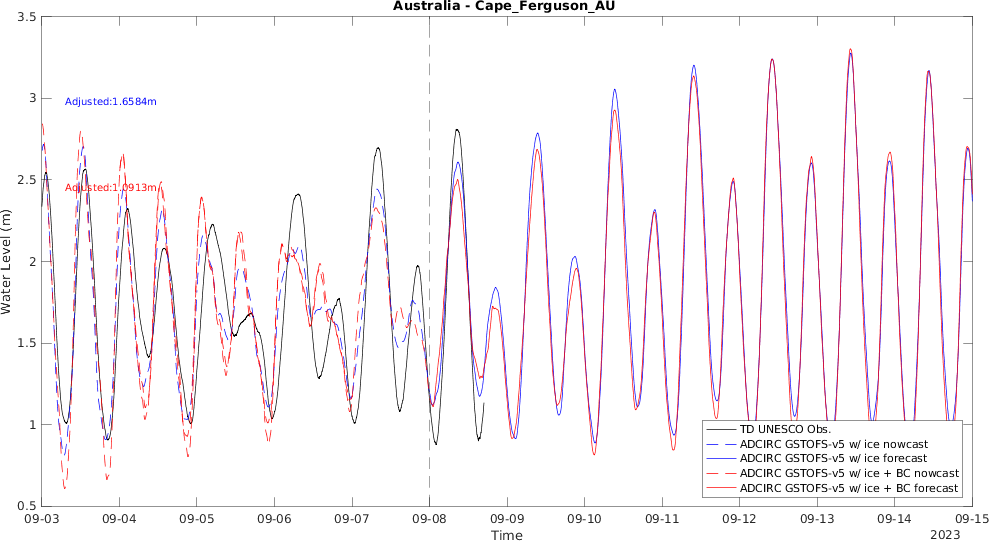 Australia - Cape_Ferguson_AU
3.5
3
2.5
2
1.5
1
0.5
Water Level (m)
Adjusted:1.6584m
Adjusted:1.0913m
TD UNESCO Obs.
ADCIRC GSTOFS-v5 w/ ice nowcast
ADCIRC GSTOFS-v5 w/ ice forecast
ADCIRC GSTOFS-v5 w/ ice + BC nowcast
ADCIRC GSTOFS-v5 w/ ice + BC forecast
09-03 09-04 09-05 09-06 09-07 09-08 09-09 09-10 09-11 09-12 09-13 09-14 09-15
Time
2023